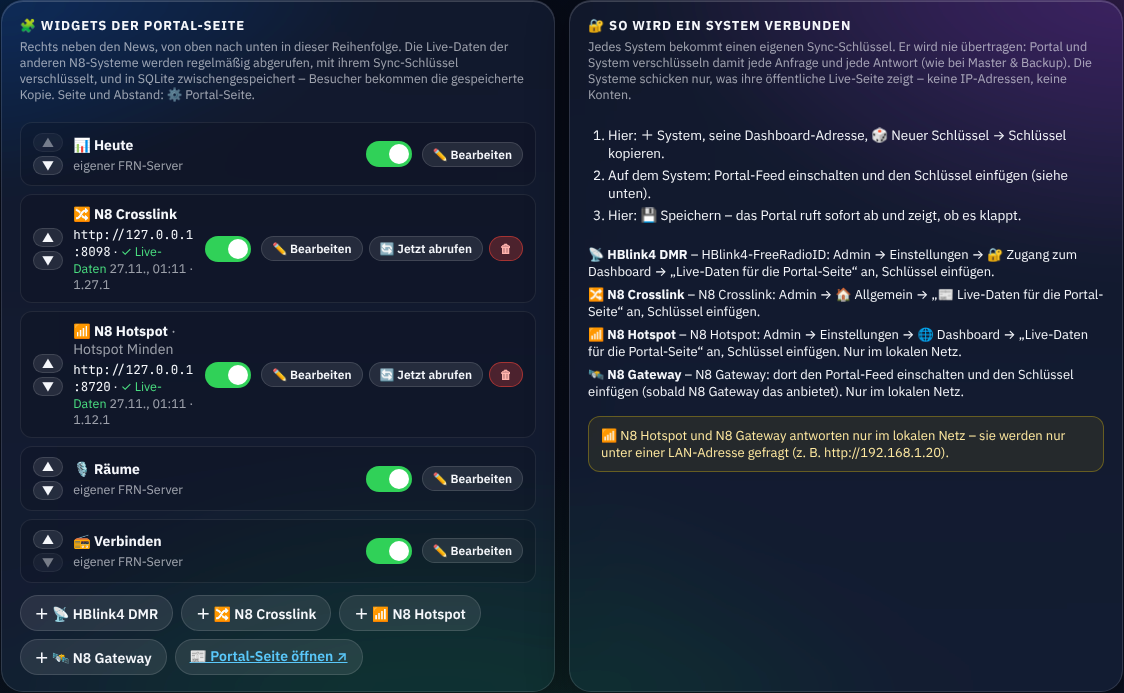 🧩 WIDGETS DER PORTAL-SEITE
Rechts neben den News, von oben nach unten in dieser Reihenfolge. Die Live-Daten der
anderen N8-Systeme werden regelmäßig abgerufen, mit ihrem Sync-Schlüssel
verschlüsselt, und in SQLite zwischengespeichert – Besucher bekommen die gespeicherte
Kopie. Seite und Abstand: ⚙️ Portal-Seite.
▲
▼
📊 Heute
eigener FRN-Server
✏️ Bearbeiten
▲
▼
🔀 N8 Crosslink
http://127.0.0.1
:8098 · ✓ Live-
Daten 27.11., 01:11 ·
1.27.1
✏️ Bearbeiten
🔄 Jetzt abrufen
🗑
▲
▼
📶 N8 Hotspot ·
Hotspot Minden
http://127.0.0.1
:8720 · ✓ Live-
Daten 27.11., 01:11 ·
1.12.1
✏️ Bearbeiten
🔄 Jetzt abrufen
🗑
▲
▼
🎙️ Räume
eigener FRN-Server
✏️ Bearbeiten
▲
▼
📻 Verbinden
eigener FRN-Server
✏️ Bearbeiten
＋ 📡 HBlink4 DMR
＋ 🔀 N8 Crosslink
＋ 📶 N8 Hotspot
＋ 🛰️ N8 Gateway
📰 Portal-Seite öffnen ↗
🔐 SO WIRD EIN SYSTEM VERBUNDEN
Jedes System bekommt einen eigenen Sync-Schlüssel. Er wird nie übertragen: Portal und
System verschlüsseln damit jede Anfrage und jede Antwort (wie bei Master & Backup). Die
Systeme schicken nur, was ihre öffentliche Live-Seite zeigt – keine IP-Adressen, keine
Konten.
1. Hier: ＋ System, seine Dashboard-Adresse, 🎲 Neuer Schlüssel → Schlüssel
kopieren.
2. Auf dem System: Portal-Feed einschalten und den Schlüssel einfügen (siehe
unten).
3. Hier: 💾 Speichern – das Portal ruft sofort ab und zeigt, ob es klappt.
📡 HBlink4 DMR – HBlink4-FreeRadioID: Admin → Einstellungen → 🔐 Zugang zum
Dashboard → „Live-Daten für die Portal-Seite“ an, Schlüssel einfügen.
🔀 N8 Crosslink – N8 Crosslink: Admin → 🏠 Allgemein → „📰 Live-Daten für die Portal-
Seite“ an, Schlüssel einfügen.
📶 N8 Hotspot – N8 Hotspot: Admin → Einstellungen → 🌐 Dashboard → „Live-Daten
für die Portal-Seite“ an, Schlüssel einfügen. Nur im lokalen Netz.
🛰️ N8 Gateway – N8 Gateway: dort den Portal-Feed einschalten und den Schlüssel
einfügen (sobald N8 Gateway das anbietet). Nur im lokalen Netz.
📶 N8 Hotspot und N8 Gateway antworten nur im lokalen Netz – sie werden nur
unter einer LAN-Adresse gefragt (z. B. http://192.168.1.20).